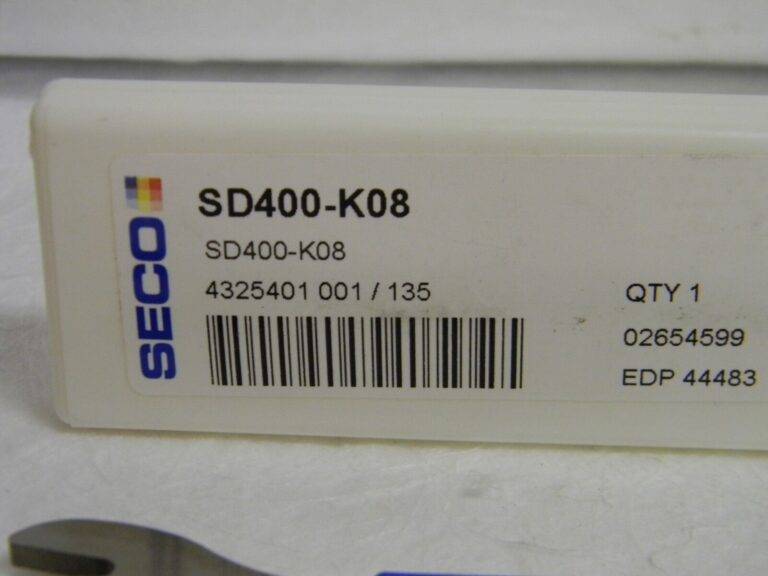 SECO
SD400-K08
SD400-K08
4325401 001 / 135
QTY 1
02654599
EDP 44483